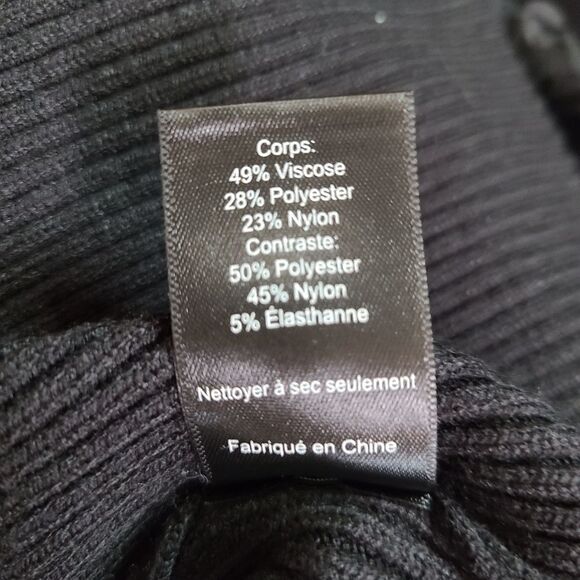 Corps:
49% Viscose
28% Polyester
23% Nylon
Contraste:
50% Polyester
45% Nylon
5% Élasthanne
Nettoyer à sec seulement
Fabriqué en Chine